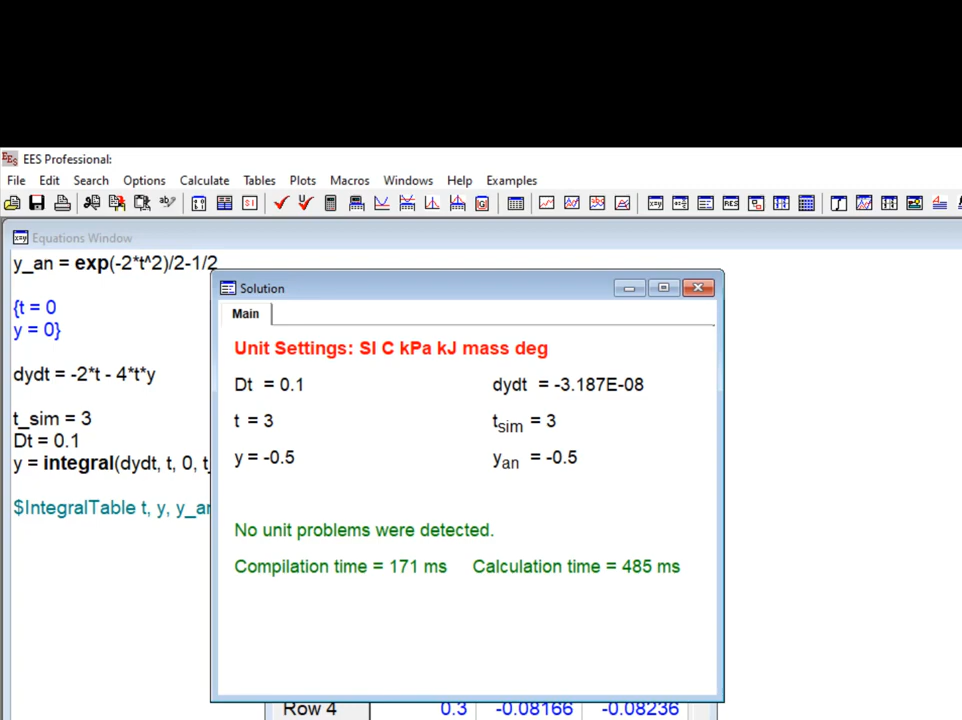 EES Professional:
File Edit Search Options Calculate Tables Plots Macros Windows Help Examples
Equations Window
y_an = exp(-2*t^2)/2-1/2
{t = 0
y = 0}
dydt = -2*t - 4*t*y
t_sim = 3
Dt = 0.1
y = integral(dydt, t, 0, t_
$IntegralTable t, y, y_an
Solution
Main
Unit Settings: SI C kPa kJ mass deg
Dt = 0.1 dydt = -3.187E-08
t = 3 tsim = 3
y = -0.5 yan = -0.5
No unit problems were detected.
Compilation time = 171 ms Calculation time = 485 ms
Row 4 0.3 -0.08166 -0.08236